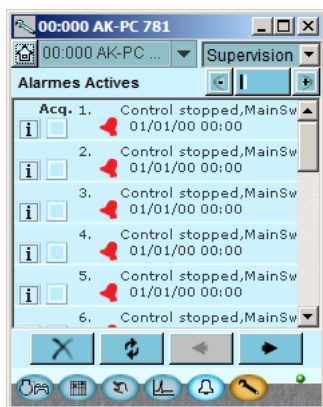 00:000 AK-PC 781
00:000 AK-PC ... Supervision
Alarmes Actives
Acq. 1. Control stopped,MainSw
i 01/01/00 00:00
2. Control stopped,MainSw
i 01/01/00 00:00
3. Control stopped,MainSw
i 01/01/00 00:00
4. Control stopped,MainSw
i 01/01/00 00:00
5. Control stopped,MainSw
i 01/01/00 00:00
6. Control stopped,MainSw